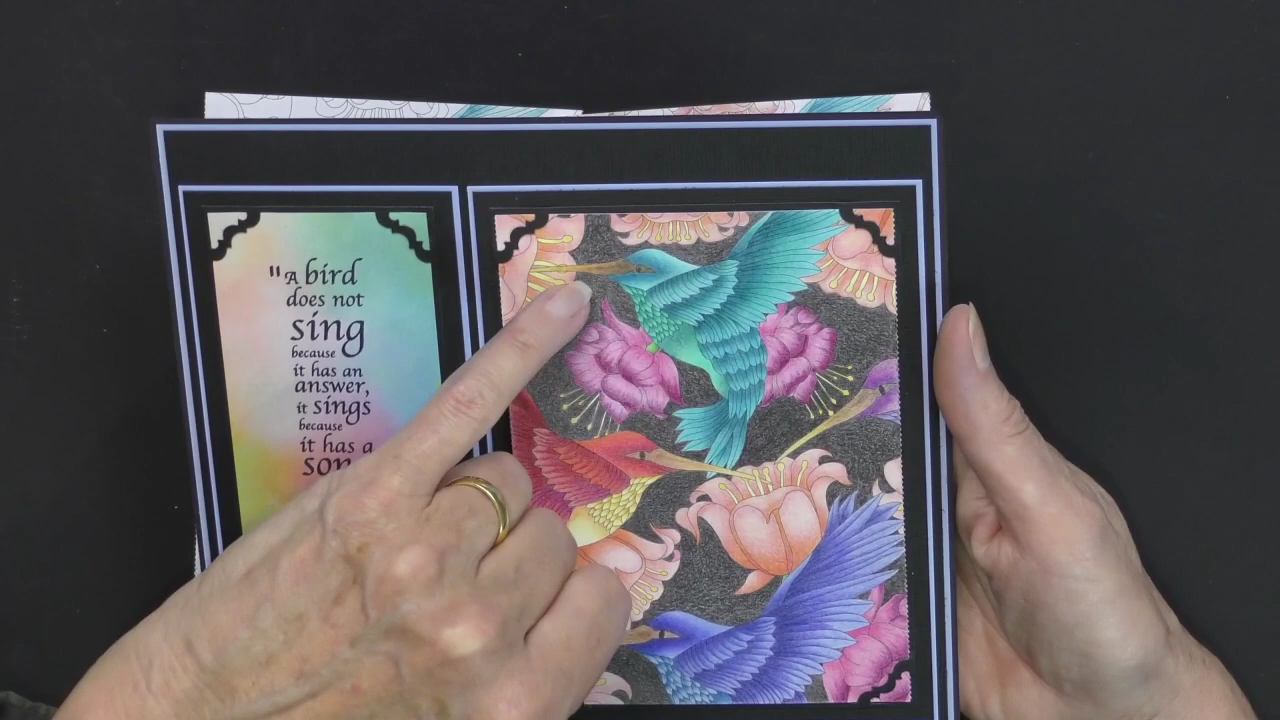 "A bird
does not
sing
because
it has an
answer,
it sings
because
it has a